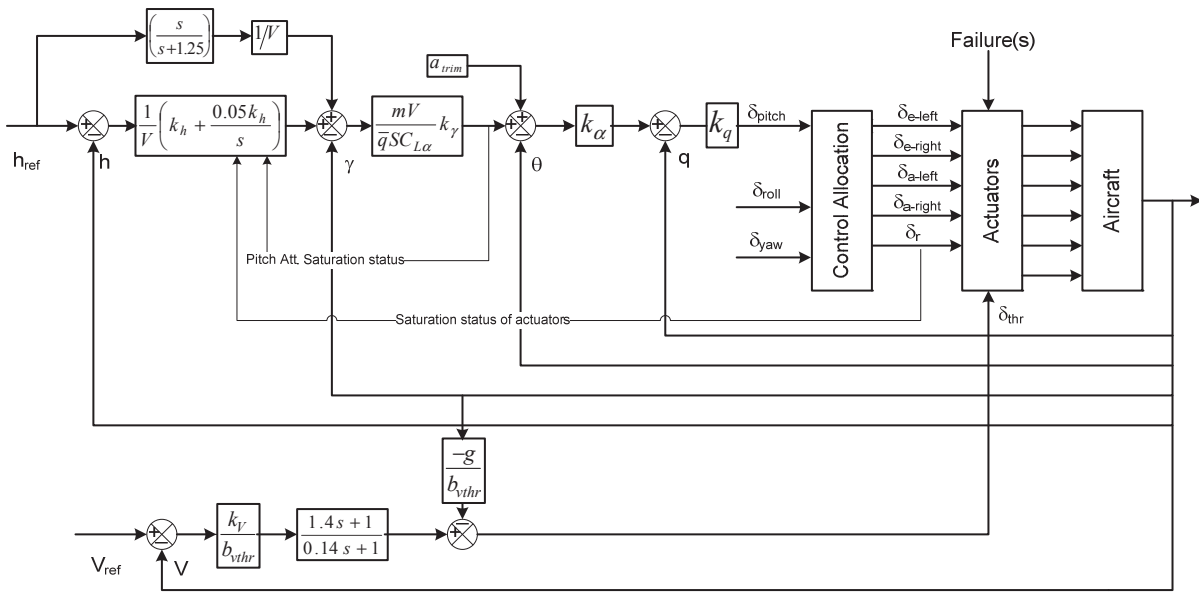 (s/(s+1.25))
1/V
Failure(s)
a_trim
1/V (k_h + 0.05k_h/s)
mV/(q̄SC_Lα) k_γ
k_α
k_q
δ_pitch
δ_e-left
δ_e-right
δ_a-left
δ_a-right
δ_r
δ_roll
δ_yaw
Control Allocation
Actuators
Aircraft
h_ref
h
γ
θ
q
Pitch Att. Saturation status
Saturation status of actuators
δ_thr
-g/b_vthr
V_ref
V
k_V/b_vthr
(1.4s+1)/(0.14s+1)